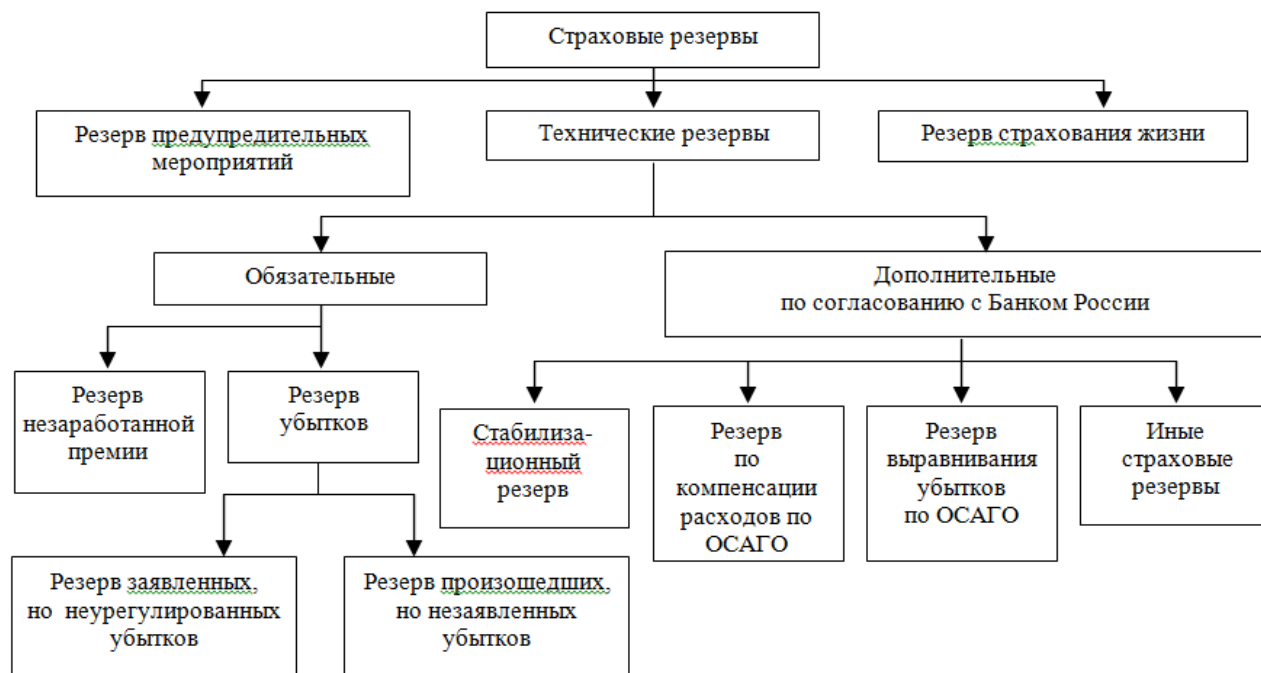 Страховые резервы
Резерв предупредительных
мероприятий
Технические резервы
Резерв страхования жизни
Обязательные
Дополнительные
по согласованию с Банком России
Резерв
незаработанной
премии
Резерв
убытков
Стабилиза-
ционный
резерв
Резерв
по
компенсации
расходов по
ОСАГО
Резерв
выравнивания
убытков
по ОСАГО
Иные
страховые
резервы
Резерв заявленных,
но неурегулированных
убытков
Резерв произошедших,
но незаявленных
убытков